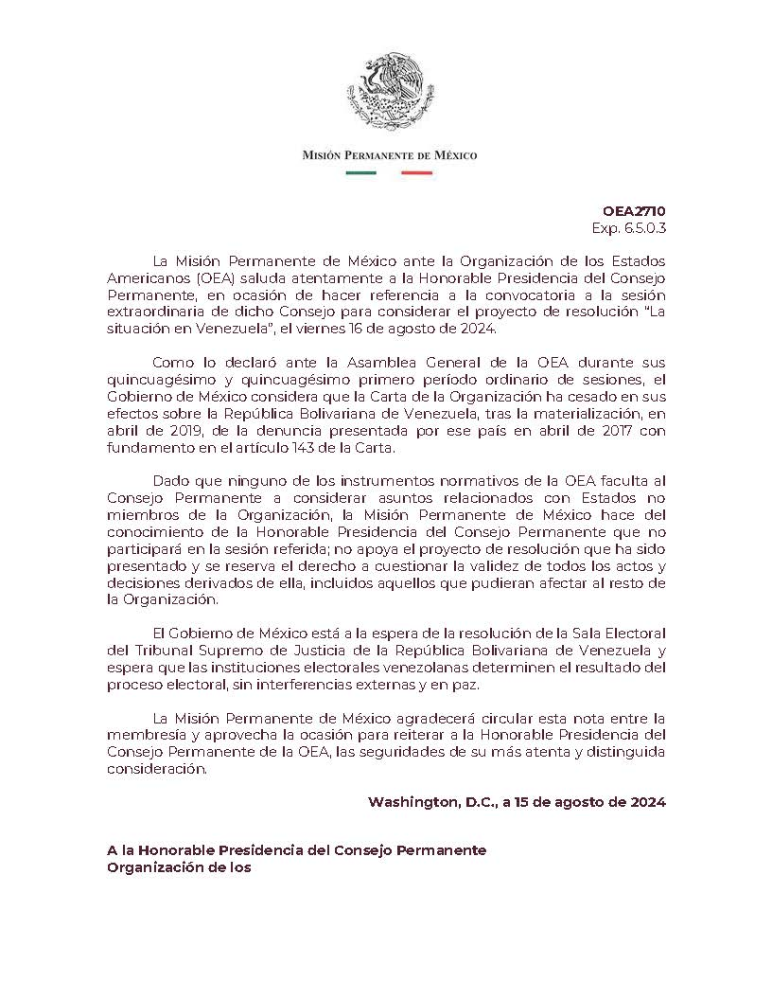 MISIÓN PERMANENTE DE MÉXICO
OEA2710
Exp. 6.5.0.3
La Misión Permanente de México ante la Organización de los Estados
Americanos (OEA) saluda atentamente a la Honorable Presidencia del Consejo
Permanente, en ocasión de hacer referencia a la convocatoria a la sesión
extraordinaria de dicho Consejo para considerar el proyecto de resolución “La
situación en Venezuela”, el viernes 16 de agosto de 2024.
Como lo declaró ante la Asamblea General de la OEA durante sus
quincuagésimo y quincuagésimo primero período ordinario de sesiones, el
Gobierno de México considera que la Carta de la Organización ha cesado en sus
efectos sobre la República Bolivariana de Venezuela, tras la materialización, en
abril de 2019, de la denuncia presentada por ese país en abril de 2017 con
fundamento en el artículo 143 de la Carta.
Dado que ninguno de los instrumentos normativos de la OEA faculta al
Consejo Permanente a considerar asuntos relacionados con Estados no
miembros de la Organización, la Misión Permanente de México hace del
conocimiento de la Honorable Presidencia del Consejo Permanente que no
participará en la sesión referida; no apoya el proyecto de resolución que ha sido
presentado y se reserva el derecho a cuestionar la validez de todos los actos y
decisiones derivados de ella, incluidos aquellos que pudieran afectar al resto de
la Organización.
El Gobierno de México está a la espera de la resolución de la Sala Electoral
del Tribunal Supremo de Justicia de la República Bolivariana de Venezuela y
espera que las instituciones electorales venezolanas determinen el resultado del
proceso electoral, sin interferencias externas y en paz.
La Misión Permanente de México agradecerá circular esta nota entre la
membresía y aprovecha la ocasión para reiterar a la Honorable Presidencia del
Consejo Permanente de la OEA, las seguridades de su más atenta y distinguida
consideración.
Washington, D.C., a 15 de agosto de 2024
A la Honorable Presidencia del Consejo Permanente
Organización de los